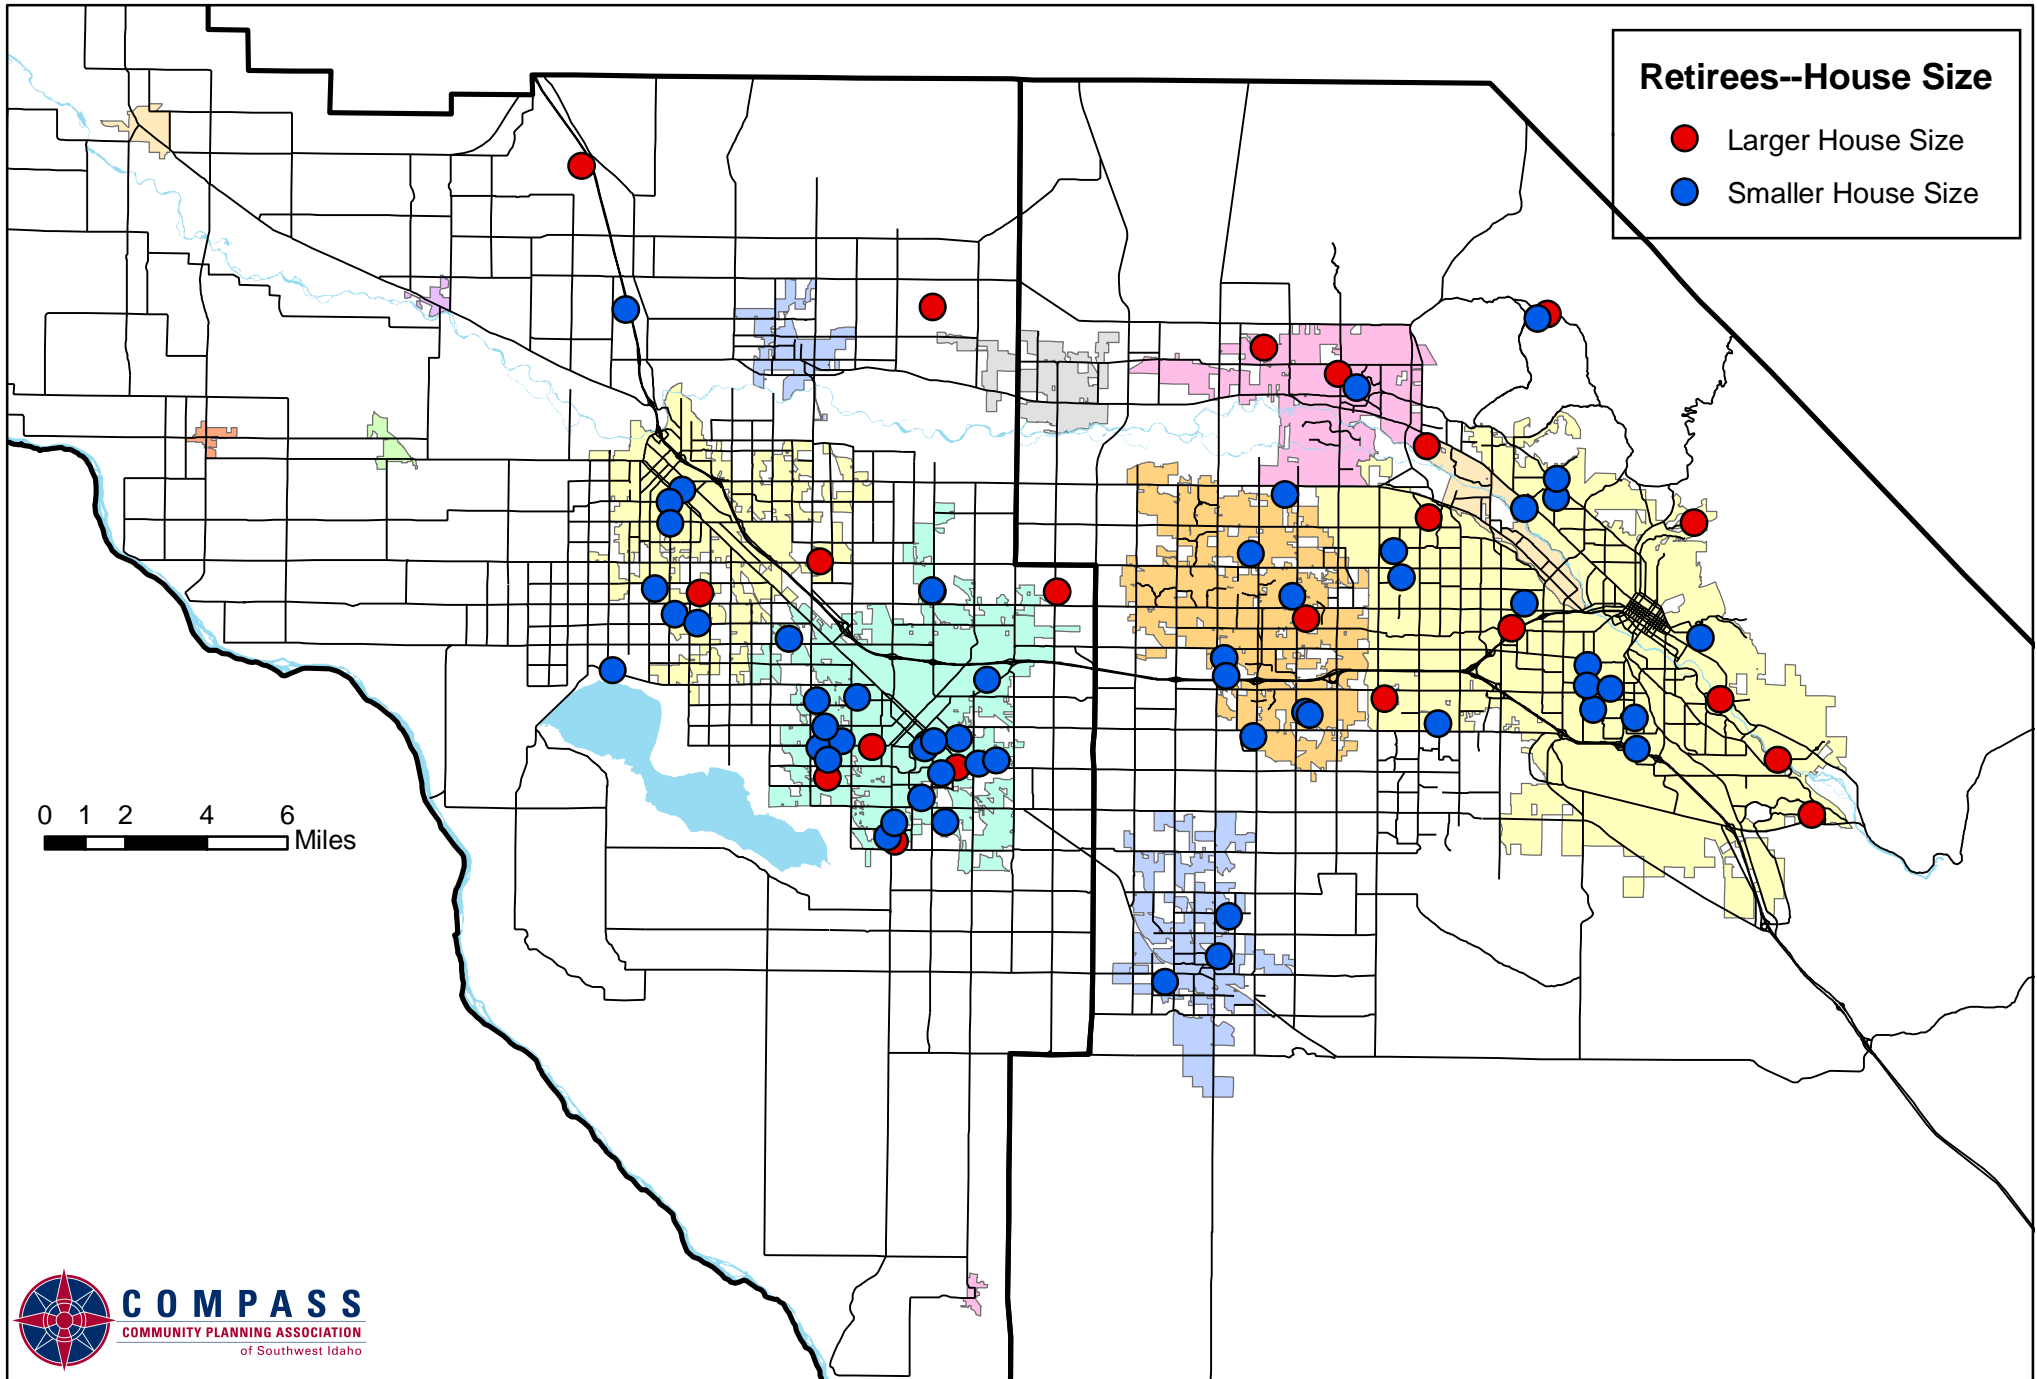 Retirees--House Size
Larger House Size
Smaller House Size
0 1 2 4 6
Miles
COMPASS
COMMUNITY PLANNING ASSOCIATION
of Southwest Idaho